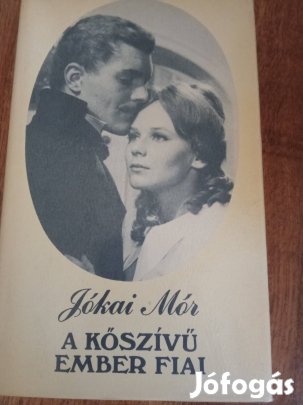 Jókai Mór
A KŐSZÍVŰ
EMBER FIAI
Jófogás